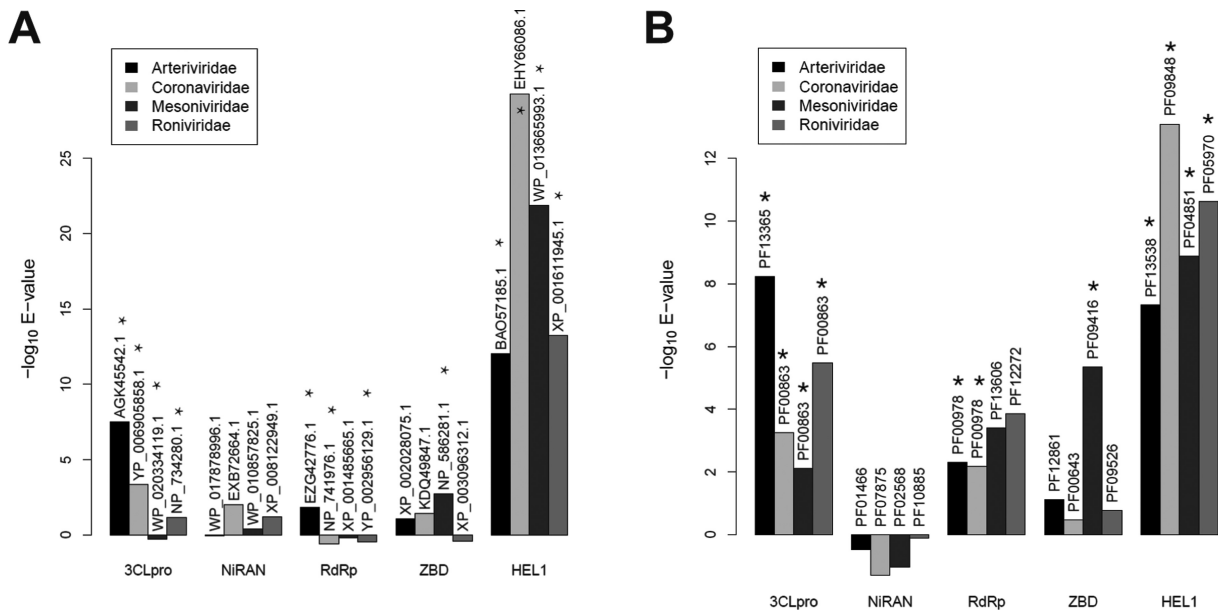 A
Arteriviridae
Coronaviridae
Mesoniviridae
Roniviridae
−log10 E−value
0
5
10
15
20
25
AGK45542.1 *
YP_006905858.1 *
WP_020334119.1 *
NP_734280.1 *
WP_017878996.1
EXB72664.1
WP_010857825.1
XP_008122949.1
EZG42776.1 *
NP_741976.1 *
XP_001485665.1
YP_002956129.1 *
XP_002028075.1
KDQ49847.1
NP_586281.1 *
XP_003096312.1
BAO57185.1 *
EHY66086.1 *
WP_013665993.1 *
XP_001611945.1 *
3CLpro
NiRAN
RdRp
ZBD
HEL1
B
Arteriviridae
Coronaviridae
Mesoniviridae
Roniviridae
−log10 E−value
0
2
4
6
8
10
12
PF13365 *
PF00863 *
PF00863 *
PF00863 *
PF01466
PF07875
PF02568
PF10885
PF00978 *
PF00978 *
PF13606
PF12272
PF12861
PF00643
PF09416 *
PF09526
PF13538 *
PF09848 *
PF04851 *
PF05970 *
3CLpro
NiRAN
RdRp
ZBD
HEL1